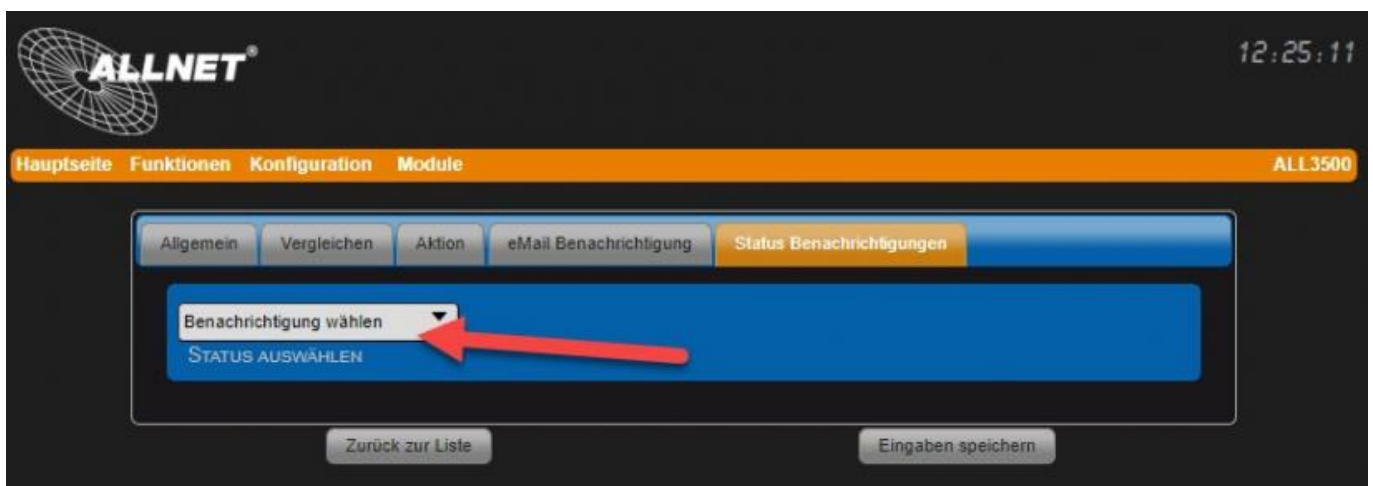 ALLNET®
12:25:11
Hauptseite Funktionen Konfiguration Module ALL3500
Allgemein Vergleichen Aktion eMail Benachrichtigung Status Benachrichtigungen
Benachrichtigung wählen
STATUS AUSWÄHLEN
Zurück zur Liste Eingaben speichern